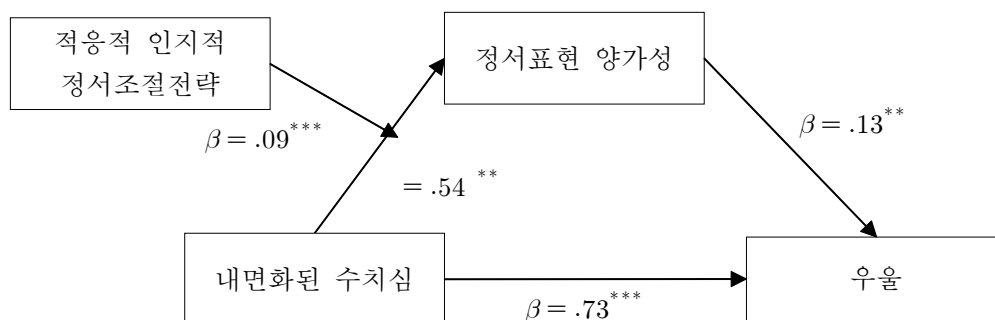 적응적 인지적
정서조절전략
정서표현 양가성
β = .09***
β = .13**
= .54 **
내면화된 수치심
우울
β = .73***